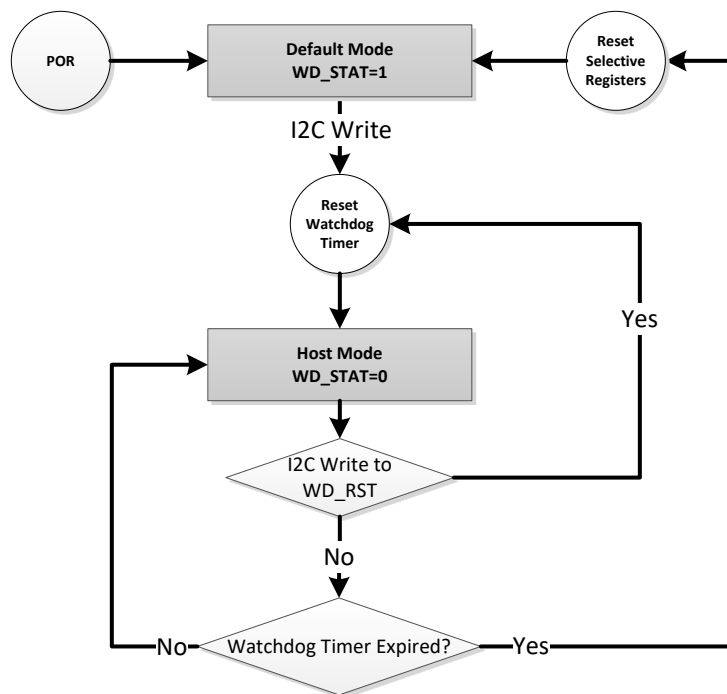 POR
Default Mode
WD_STAT=1
Reset
Selective
Registers
I2C Write
Reset
Watchdog
Timer
Yes
Host Mode
WD_STAT=0
I2C Write to
WD_RST
No
No
Watchdog Timer Expired?
Yes